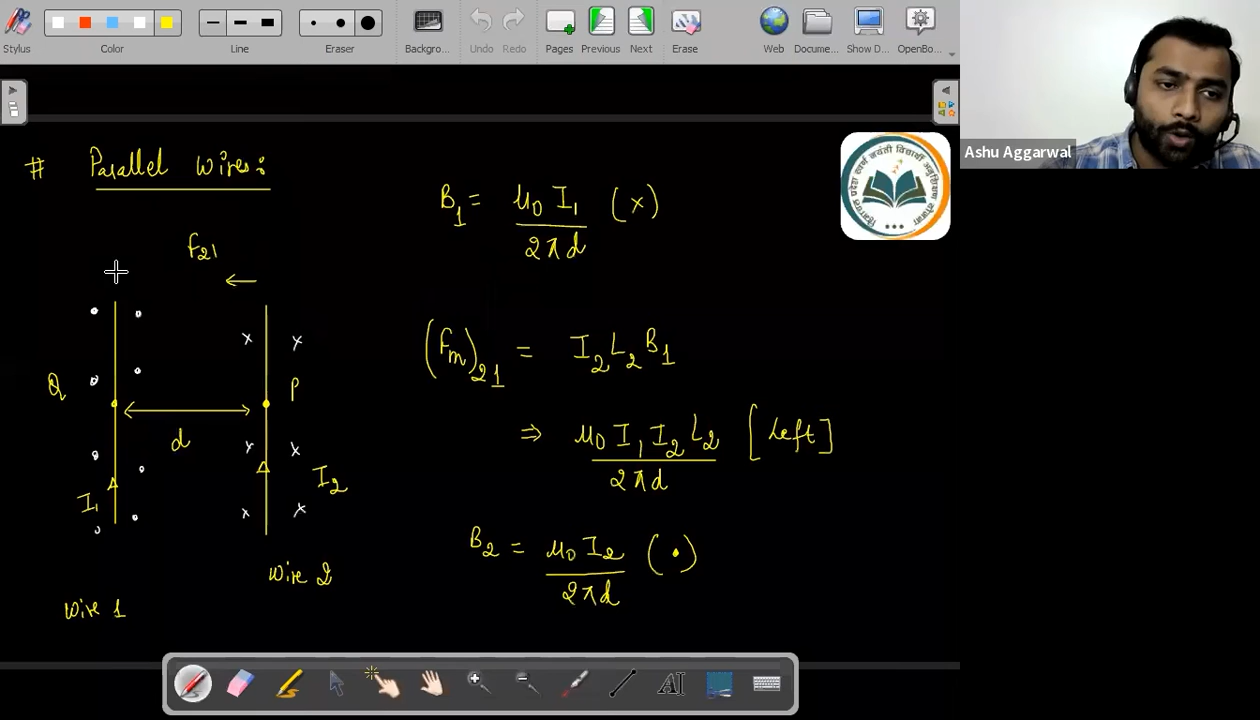 Stylus
Color
Line
Eraser
Backgro...
Undo
Redo
Pages
Previous
Next
Erase
Web
Docume...
Show D...
OpenBo...
Ashu Aggarwal
# Parallel wires:
B₁ = μ₀ I₁ / 2πd (×)
F₂₁
(Fm)₂₁ = I₂ L₂ B₁
Q
P
d
⇒ μ₀ I₁ I₂ L₂ / 2πd [Left]
I₁
I₂
B₂ = μ₀ I₂ / 2πd (•)
wire 2
wire 1
AI